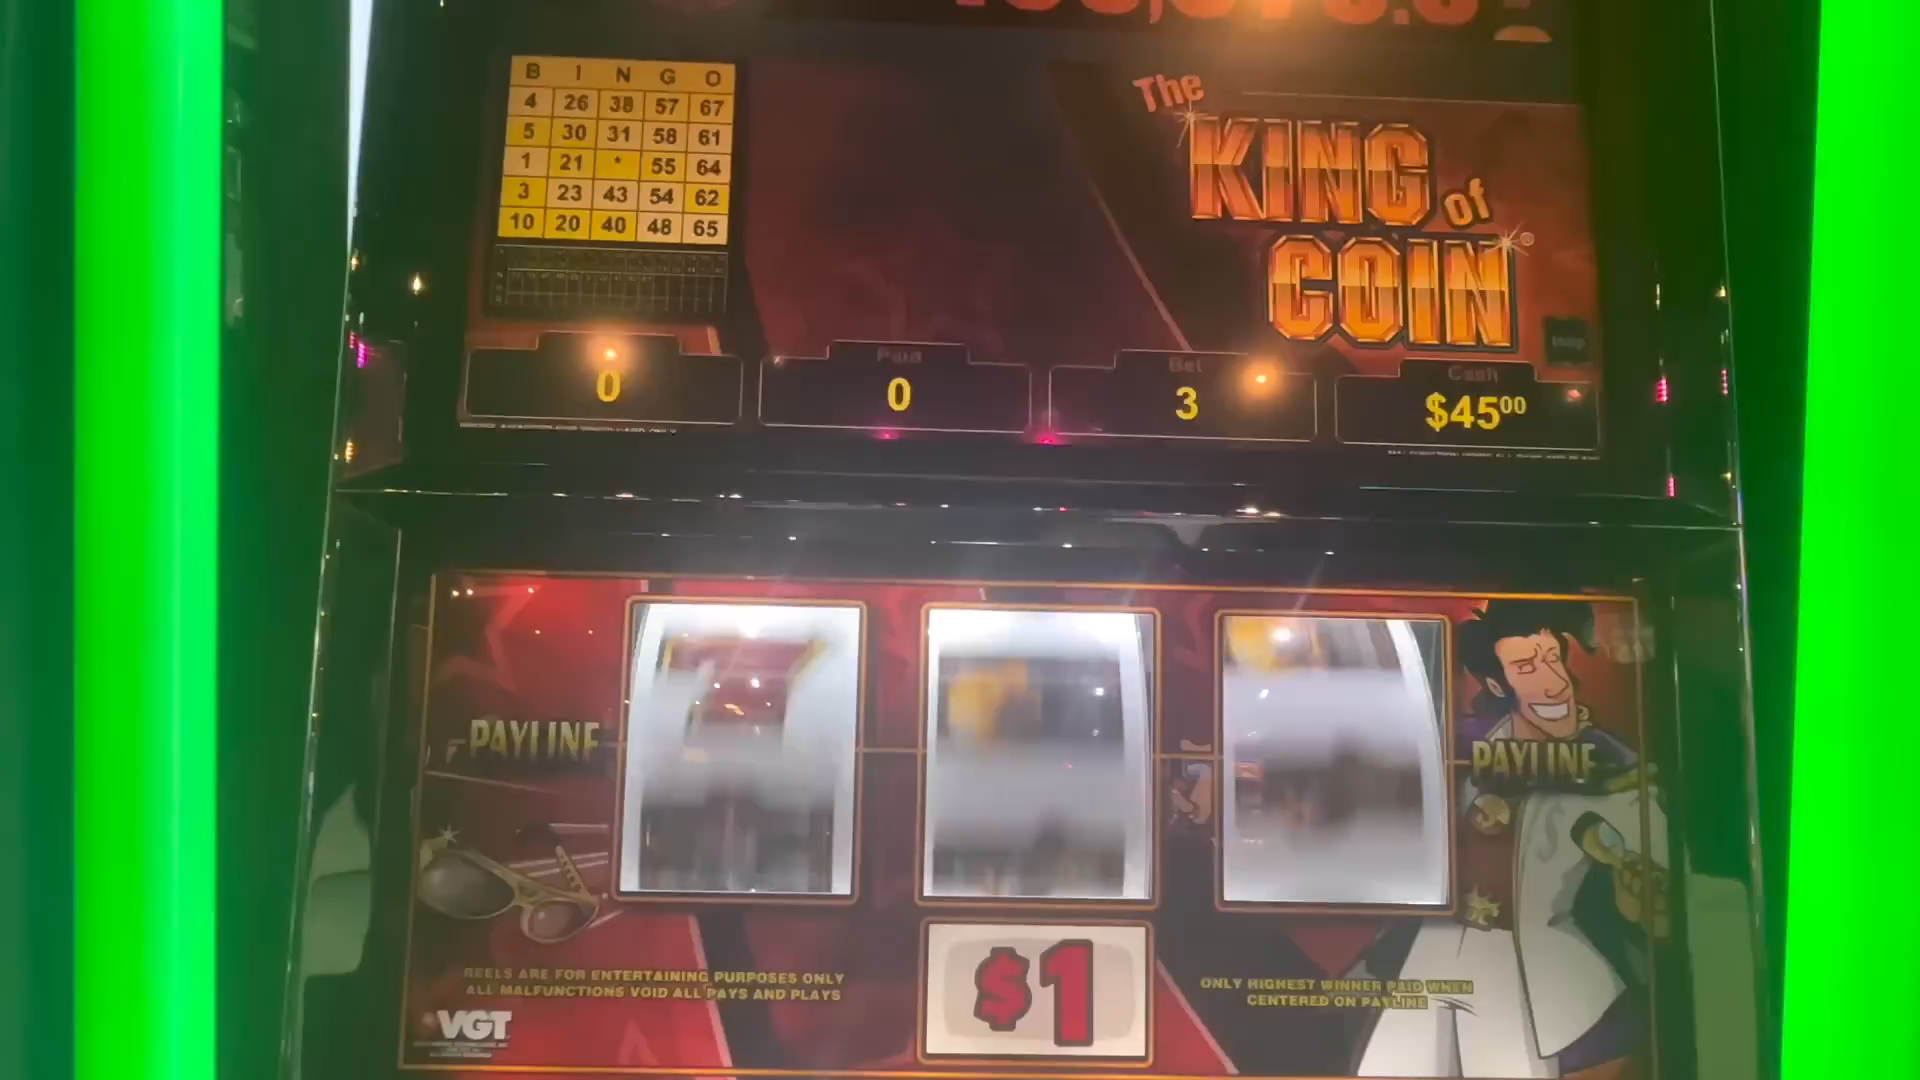 B I N G O
4 26 38 57 67
5 30 31 58 61
1 21 * 55 64
3 23 43 54 62
10 20 40 48 65
The
KING of
COIN
Paid
Bet
Cash
0
0
3
$45.00
PAYLINE
PAYLINE
REELS ARE FOR ENTERTAINING PURPOSES ONLY
ALL MALFUNCTIONS VOID ALL PAYS AND PLAYS
ONLY HIGHEST WINNER PAID WHEN
CENTERED ON PAYLINE
$1
VGT